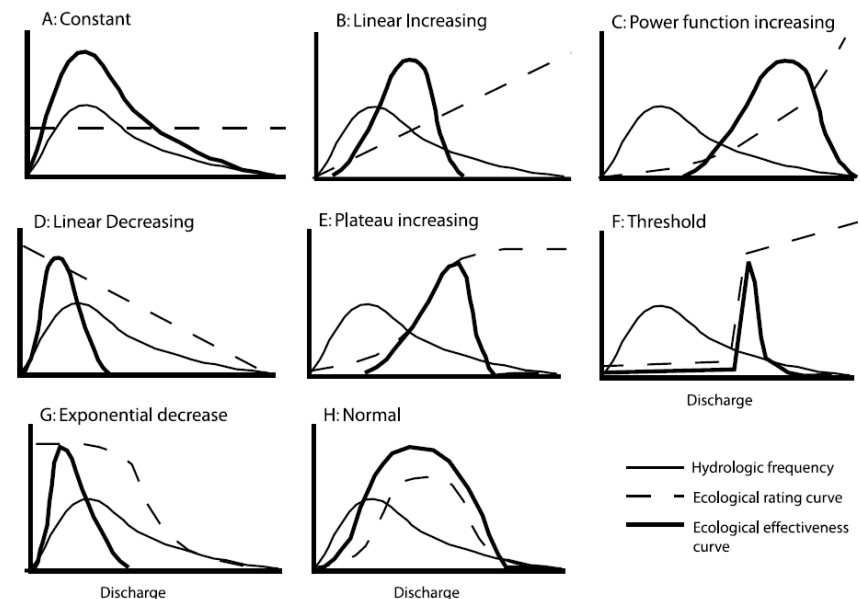 A: Constant
B: Linear Increasing
C: Power function increasing
D: Linear Decreasing
E: Plateau increasing
F: Threshold
Discharge
G: Exponential decrease
H: Normal
Hydrologic frequency
Ecological rating curve
Ecological effectiveness
curve
Discharge
Discharge